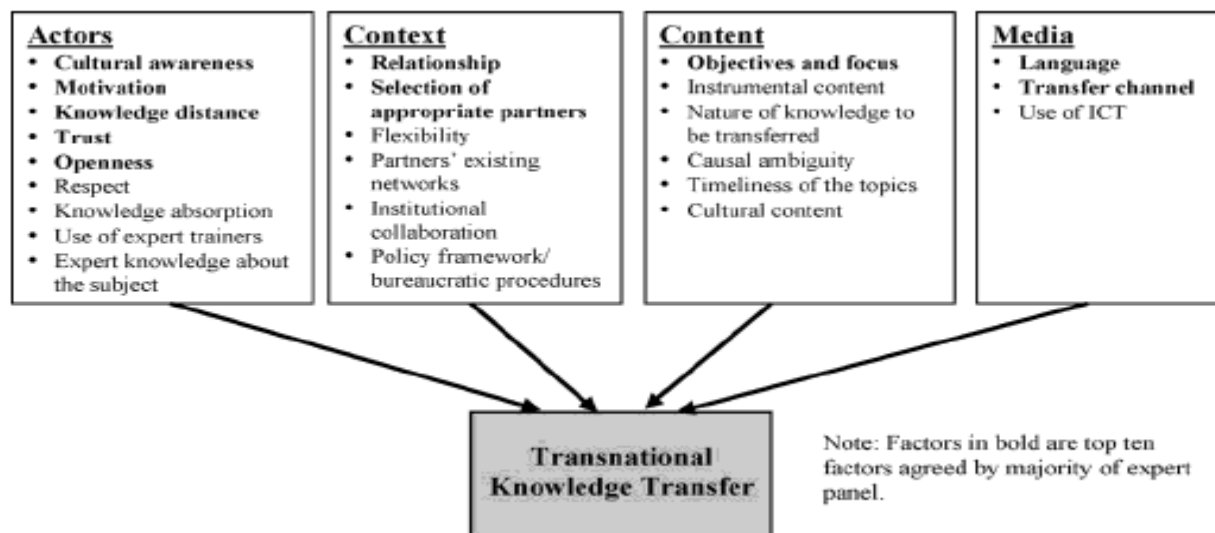 Actors
• Cultural awareness
• Motivation
• Knowledge distance
• Trust
• Openness
• Respect
• Knowledge absorption
• Use of expert trainers
• Expert knowledge about
the subject
Context
• Relationship
• Selection of
appropriate partners
• Flexibility
• Partners' existing
networks
• Institutional
collaboration
• Policy framework/
bureaucratic procedures
Content
• Objectives and focus
• Instrumental content
• Nature of knowledge to
be transferred
• Causal ambiguity
• Timeliness of the topics
• Cultural content
Media
• Language
• Transfer channel
• Use of ICT
Transnational
Knowledge Transfer
Note: Factors in bold are top ten
factors agreed by majority of expert
panel.